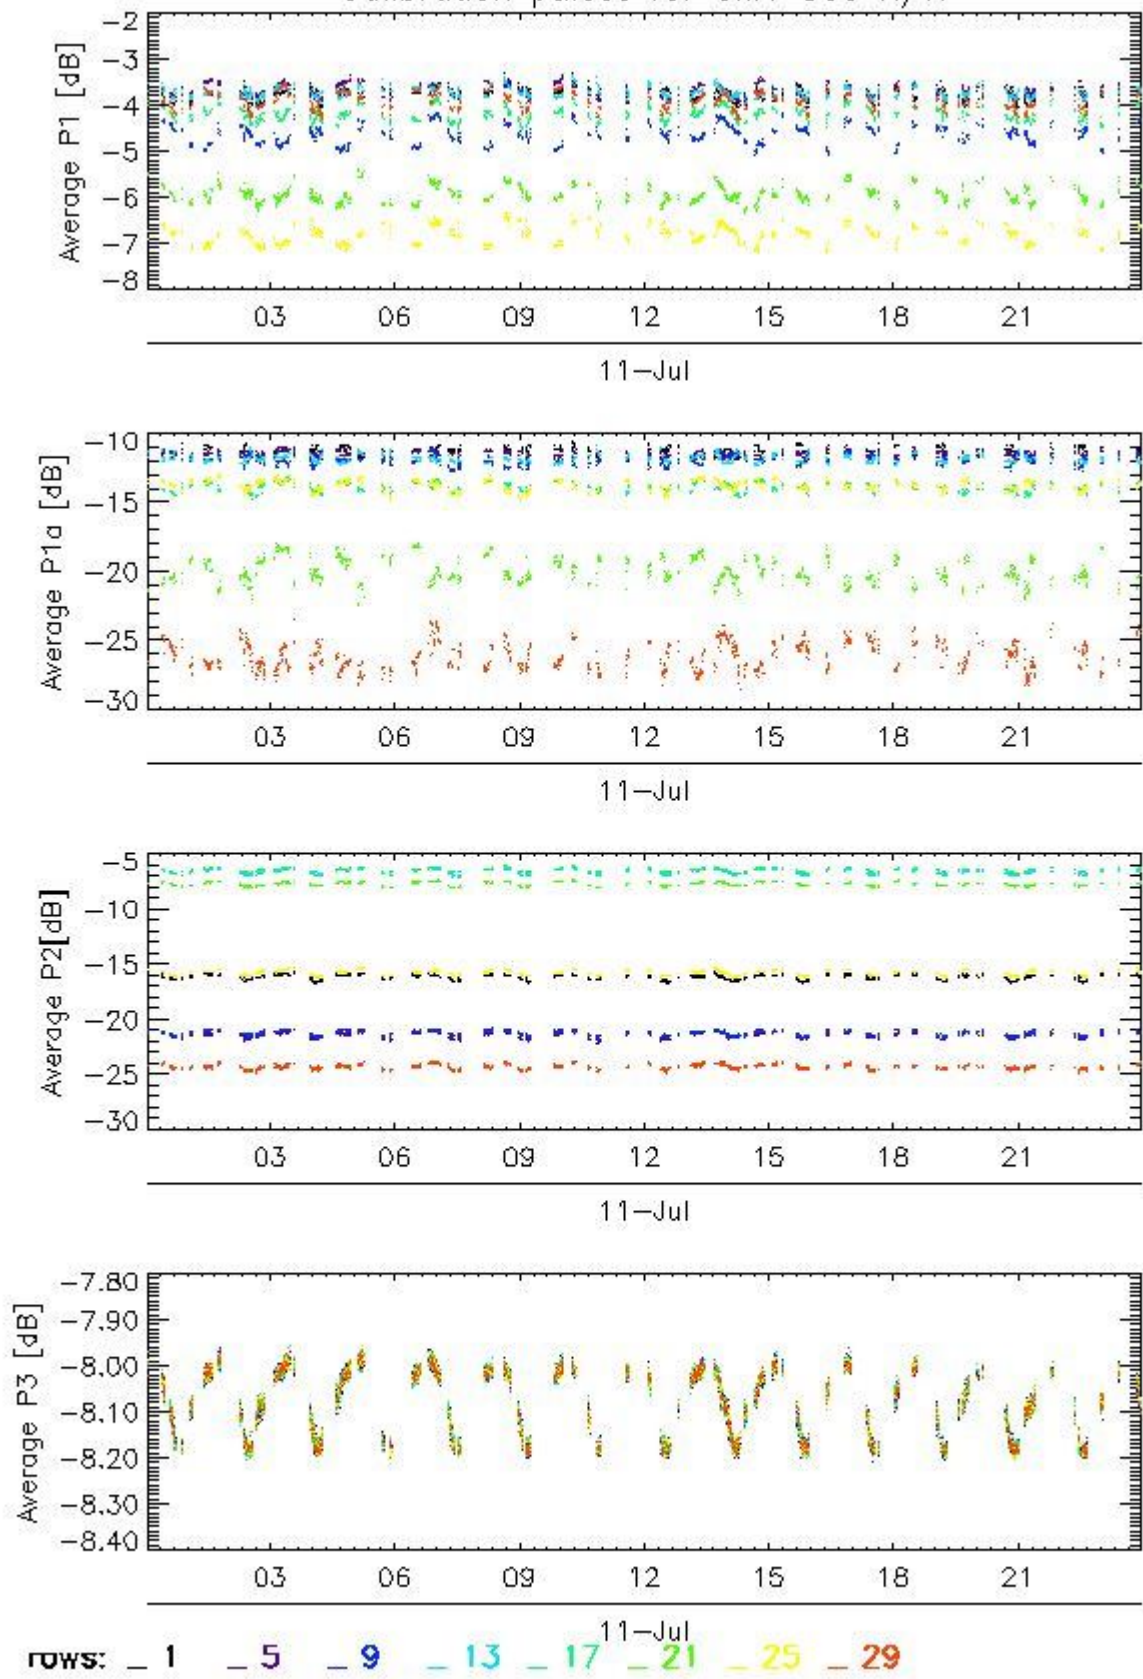 -2
-3
-4
-5
-6
-7
-8
Average P1 [dB]
03 06 09 12 15 18 21
11-Jul
-10
-15
-20
-25
-30
Average P1a [dB]
03 06 09 12 15 18 21
11-Jul
-5
-10
-15
-20
-25
-30
Average P2[dB]
03 06 09 12 15 18 21
11-Jul
-7.80
-7.90
-8.00
-8.10
-8.20
-8.30
-8.40
Average P3 [dB]
03 06 09 12 15 18 21
11-Jul
rows: _ 1 _ 5 _ 9 _ 13 _ 17 _ 21 _ 25 _ 29